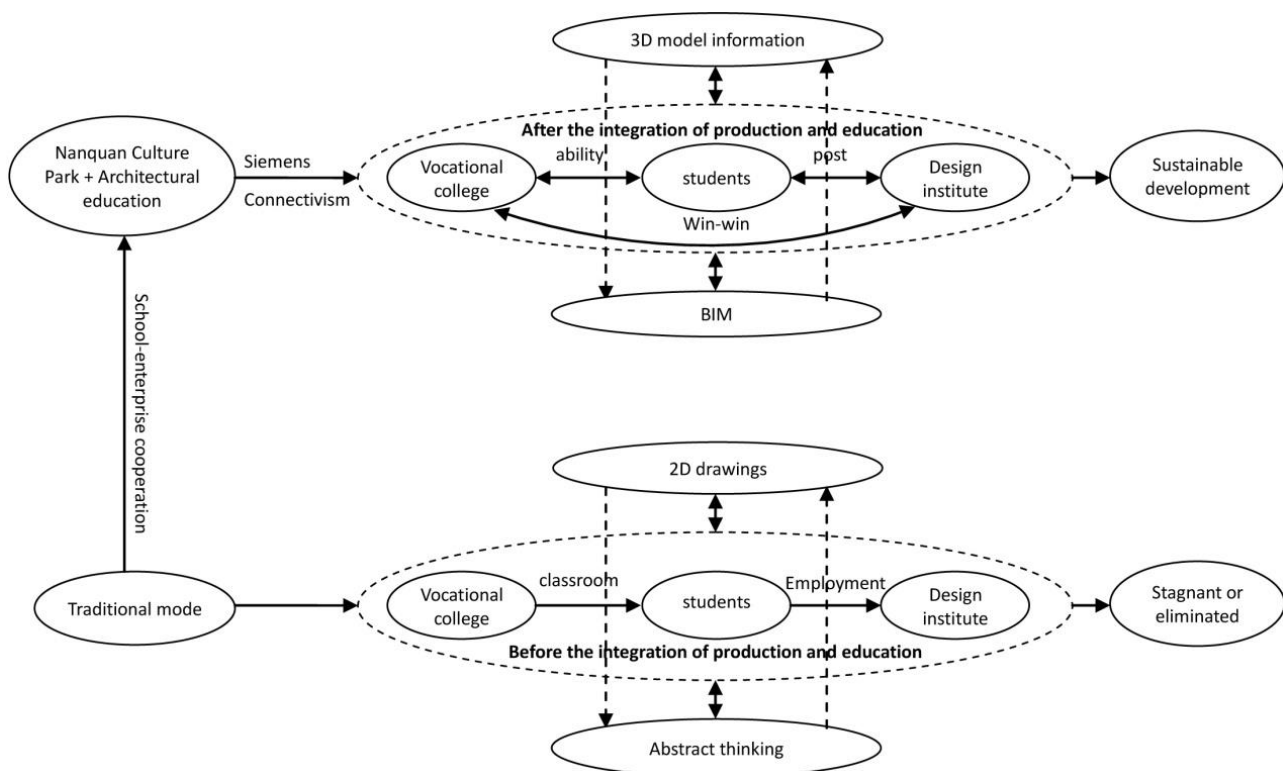 3D model information
After the integration of production and education
Nanquan Culture
Park + Architectural
education
Siemens
Connectivism
Vocational
college
ability
students
post
Design
institute
Win-win
Sustainable
development
BIM
School-enterprise cooperation
2D drawings
Traditional mode
Vocational
college
classroom
students
Employment
Design
institute
Stagnant or
eliminated
Before the integration of production and education
Abstract thinking